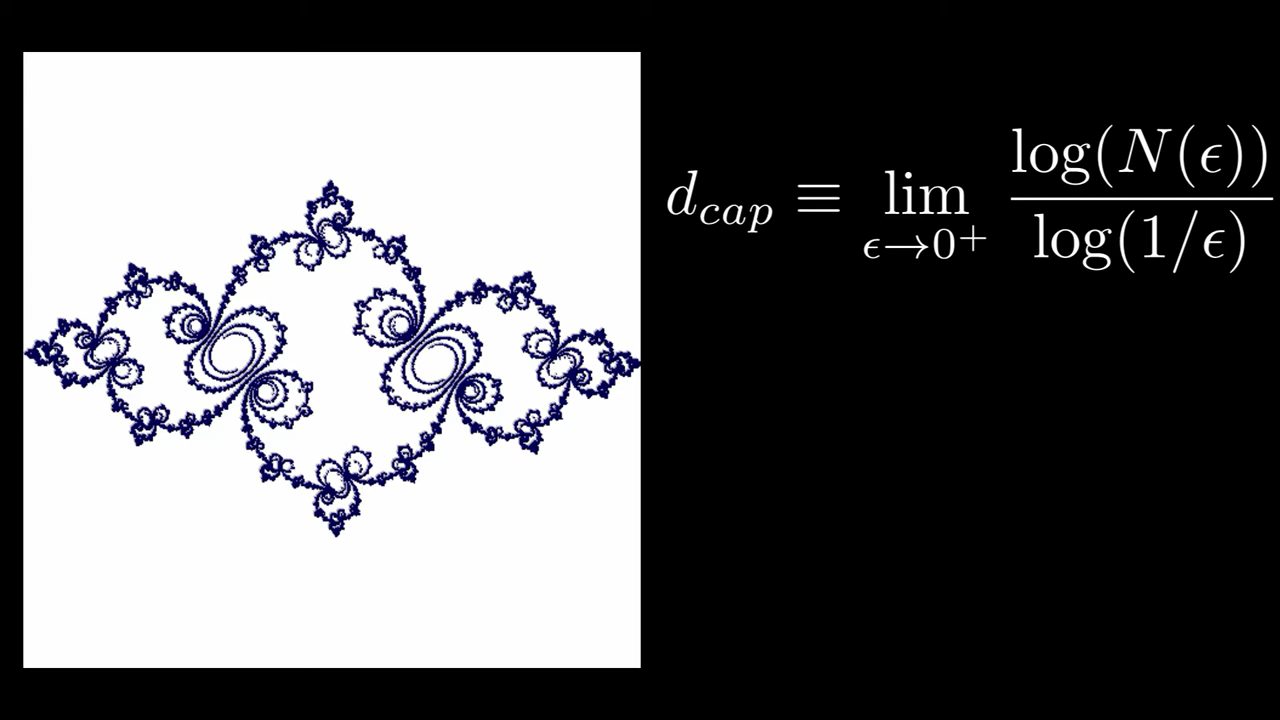 d_{cap} ≡ lim_{ϵ→0⁺} log(N(ϵ)) / log(1/ϵ)